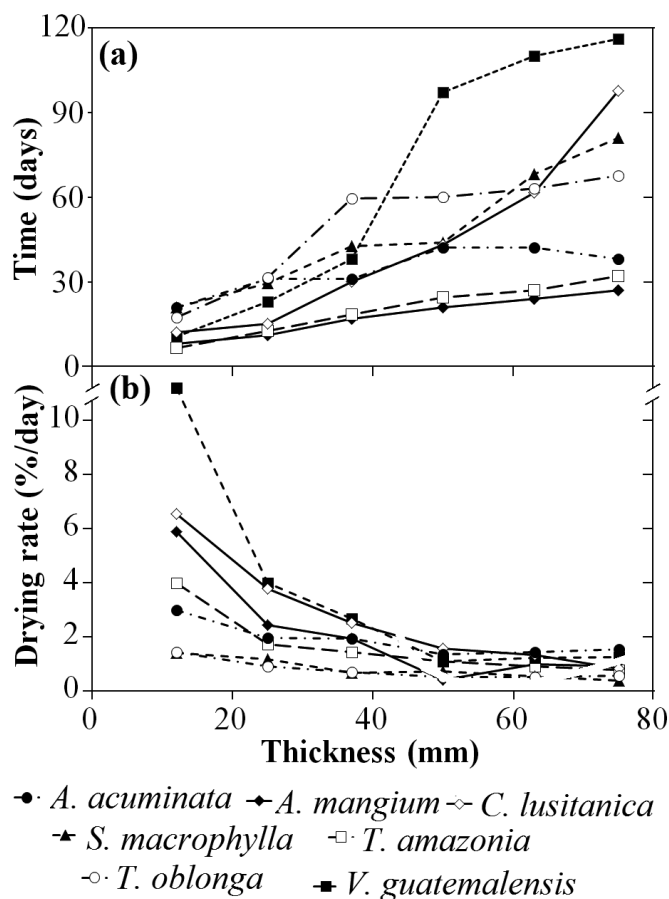 (a)
Time (days)
120
90
60
30
0
(b)
Drying rate (%/day)
10
8
6
4
2
0
0 20 40 60 80
Thickness (mm)
A. acuminata A. mangium C. lusitanica
S. macrophylla T. amazonia
T. oblonga V. guatemalensis